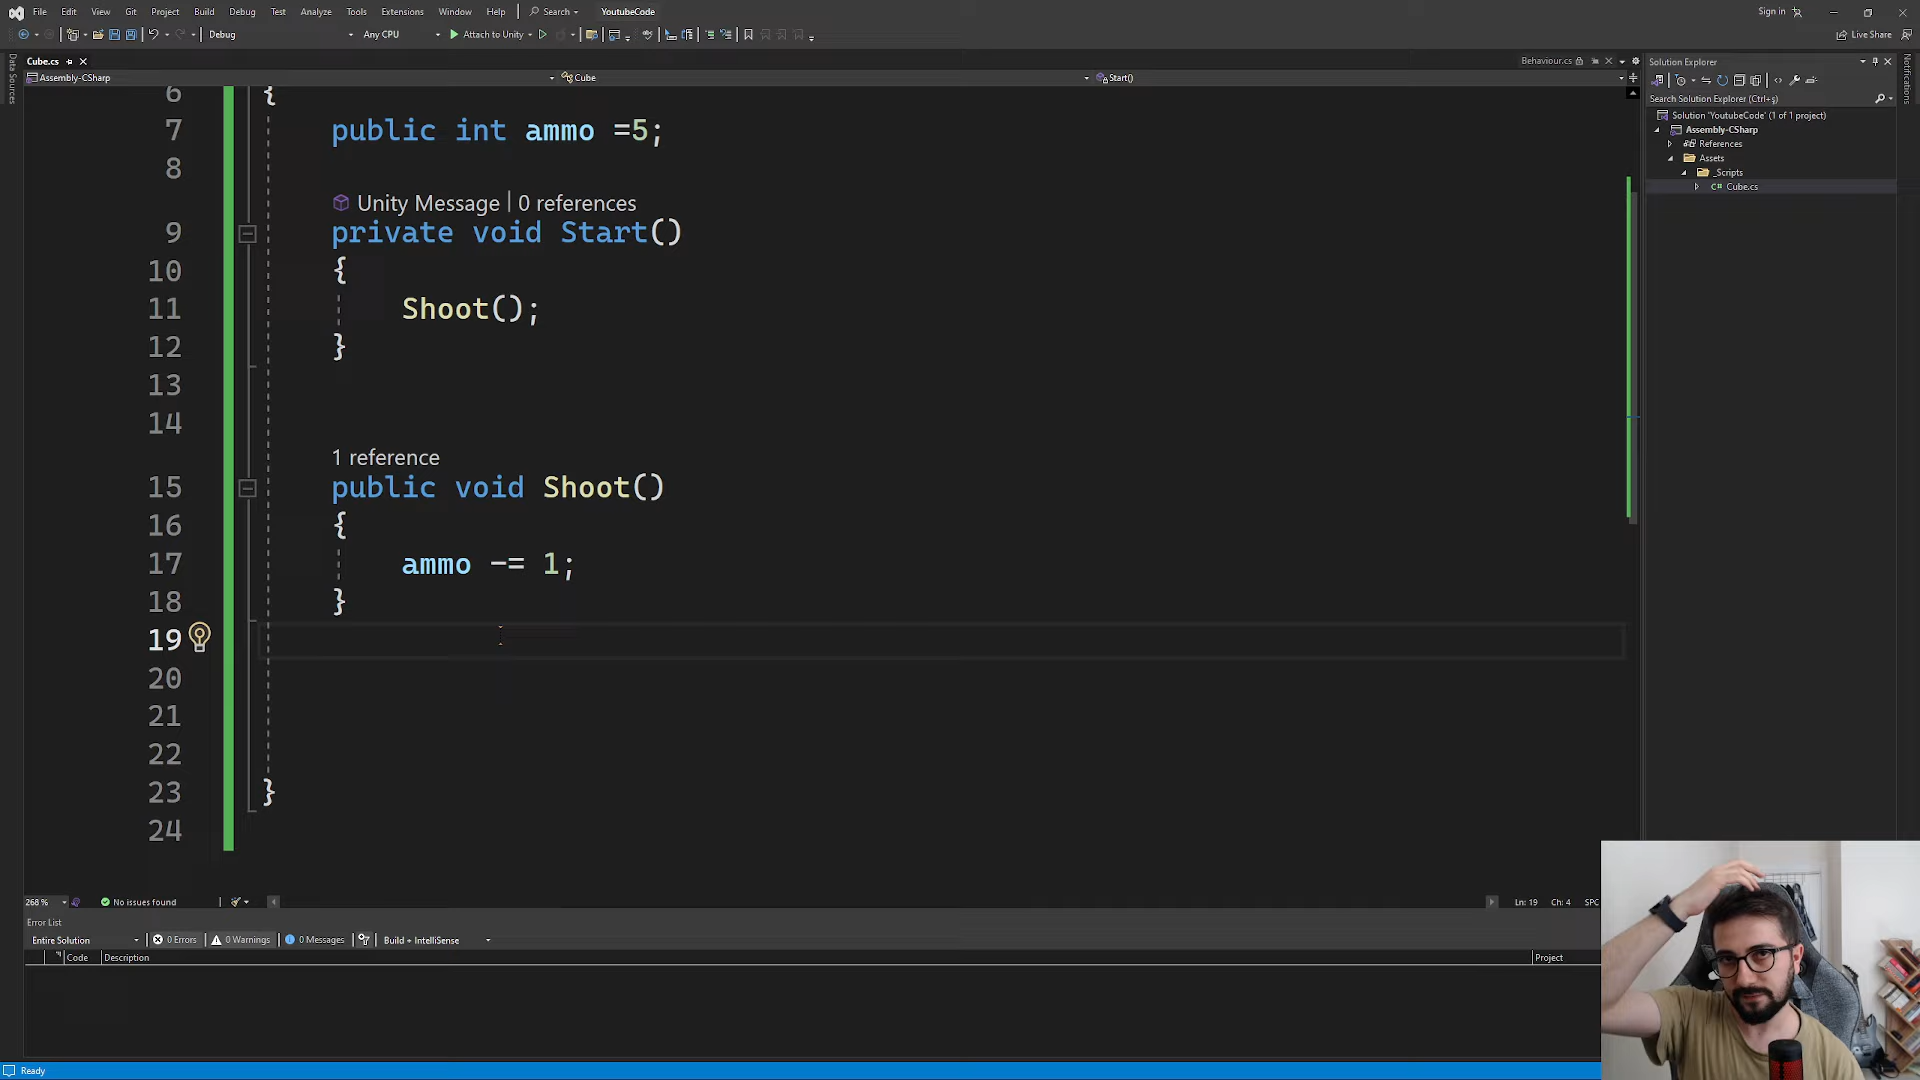 File Edit View Git Project Build Debug Test Analyze Tools Extensions Window Help Search YoutubeCode Sign in
Debug Any CPU Attach to Unity Live Share
Data Sources
Notifications
Cube.cs Behaviour.cs
Assembly-CSharp Cube Start()
Solution Explorer
Search Solution Explorer (Ctrl+ş)
Solution 'YoutubeCode' (1 of 1 project)
Assembly-CSharp
References
Assets
_Scripts
C# Cube.cs
6 {
7 public int ammo =5;
8
Unity Message | 0 references
9 private void Start()
10 {
11 Shoot();
12 }
13
14
1 reference
15 public void Shoot()
16 {
17 ammo -= 1;
18 }
19
20
21
22
23 }
24
268 % No issues found Ln: 19 Ch: 4 SPC
Error List
Entire Solution 0 Errors 0 Warnings 0 Messages Build + IntelliSense
Code Description Project
Ready